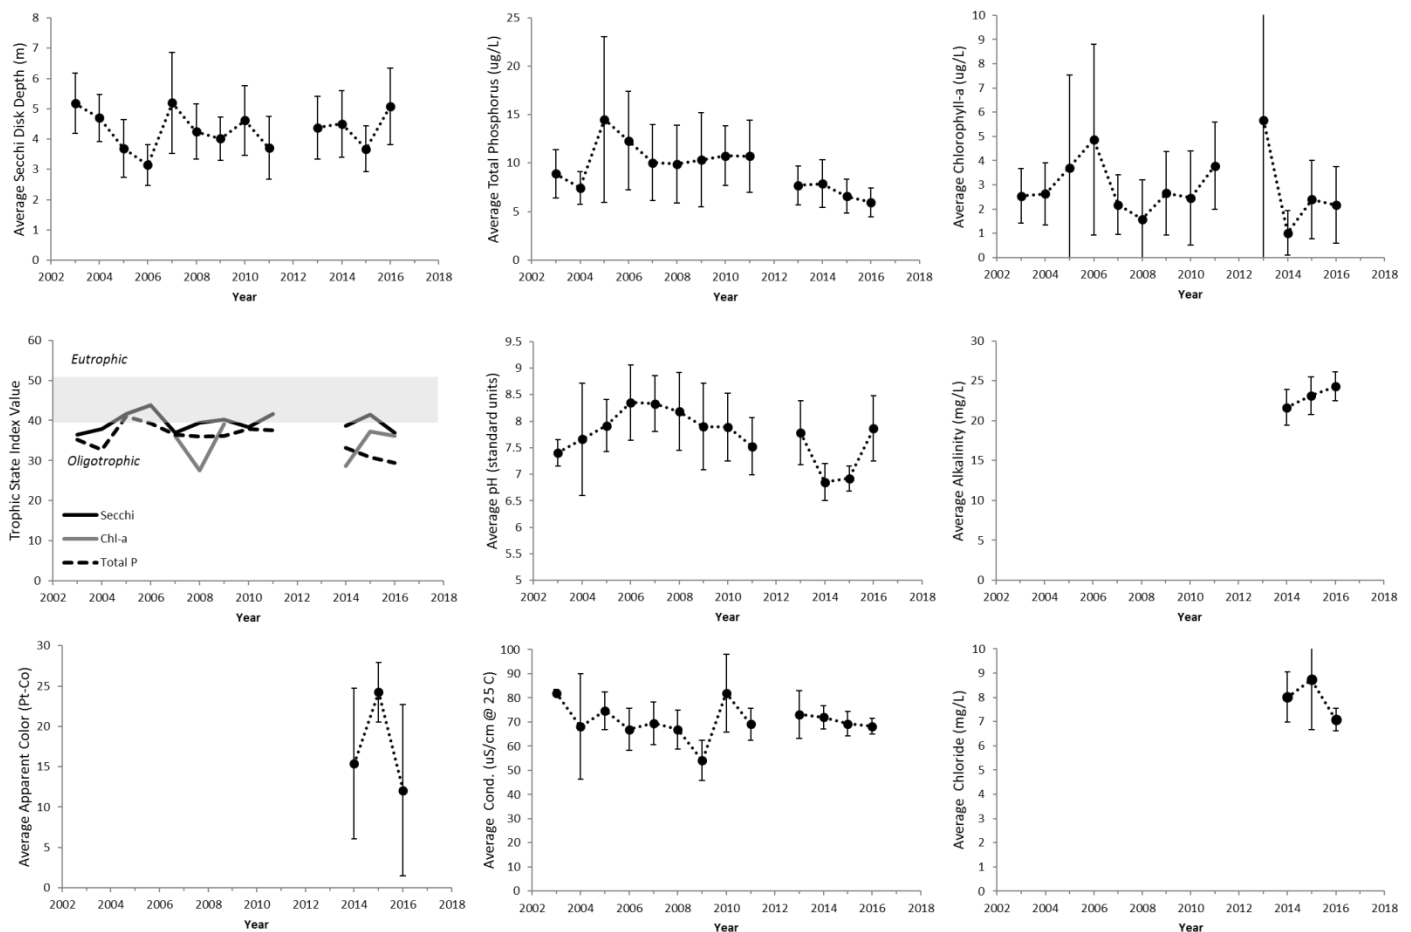 Average Secchi Disk Depth (m)
8
7
6
5
4
3
2
1
0
2002 2004 2006 2008 2010 2012 2014 2016 2018
Year
Average Total Phosphorus (ug/L)
25
20
15
10
5
0
2002 2004 2006 2008 2010 2012 2014 2016 2018
Year
Average Chlorophyll-a (ug/L)
10
9
8
7
6
5
4
3
2
1
0
2002 2004 2006 2008 2010 2012 2014 2016 2018
Year
Trophic State Index Value
60
50
40
30
20
10
0
Eutrophic
Oligotrophic
Secchi
Chl-a
Total P
2002 2004 2006 2008 2010 2012 2014 2016 2018
Year
Average pH (standard units)
9.5
9
8.5
8
7.5
7
6.5
6
5.5
5
2002 2004 2006 2008 2010 2012 2014 2016 2018
Year
Average Alkalinity (mg/L)
30
25
20
15
10
5
0
2002 2004 2006 2008 2010 2012 2014 2016 2018
Year
Average Apparent Color (Pt-Co)
30
25
20
15
10
5
0
2002 2004 2006 2008 2010 2012 2014 2016 2018
Year
Average Cond. (uS/cm @ 25 C)
100
90
80
70
60
50
40
30
20
10
0
2002 2004 2006 2008 2010 2012 2014 2016 2018
Year
Average Chloride (mg/L)
10
9
8
7
6
5
4
3
2
1
0
2002 2004 2006 2008 2010 2012 2014 2016 2018
Year